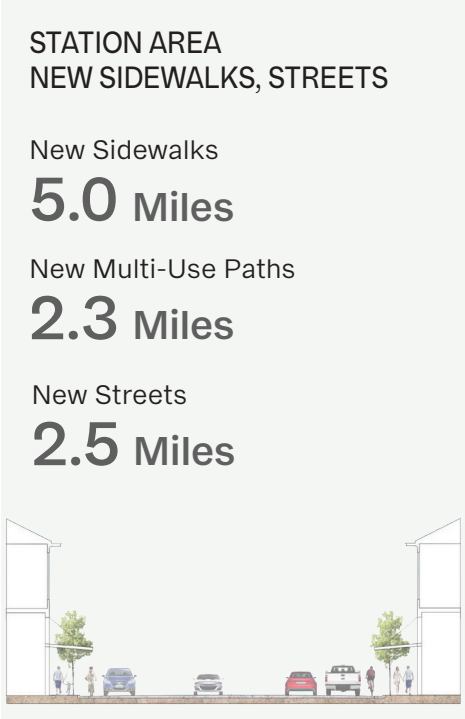 STATION AREA
NEW SIDEWALKS, STREETS
New Sidewalks
5.0 Miles
New Multi-Use Paths
2.3 Miles
New Streets
2.5 Miles